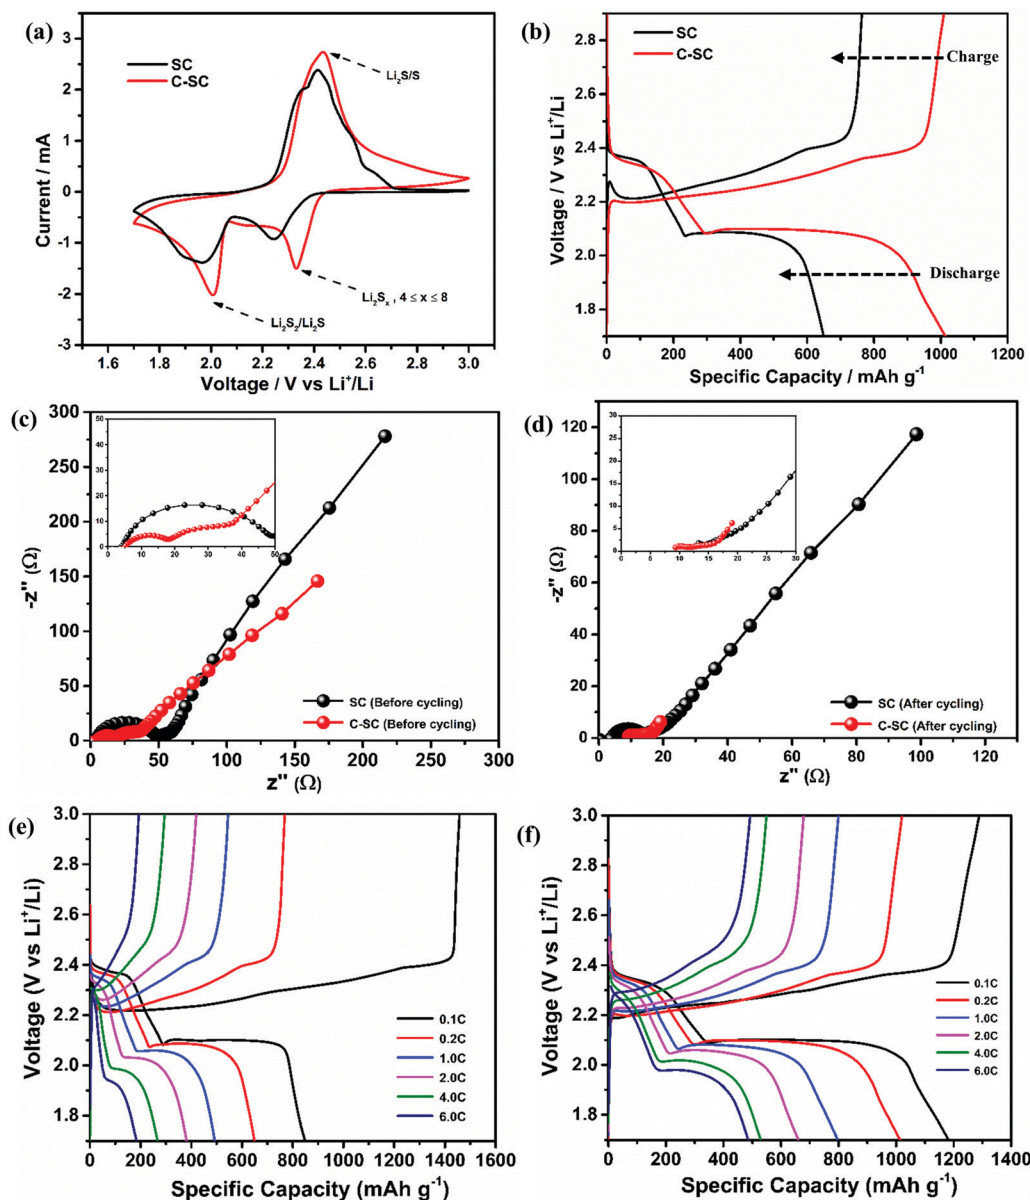 (a)
SC
C-SC
Li₂S/S
Li₂Sₓ , 4 ≤ x ≤ 8
Li₂S₂/Li₂S
Current / mA
3
2
1
0
-1
-2
-3
1.6 1.8 2.0 2.2 2.4 2.6 2.8 3.0
Voltage / V vs Li⁺/Li
(b)
SC
C-SC
Charge
Discharge
Voltage / V vs Li⁺/Li
2.8
2.6
2.4
2.2
2.0
1.8
0 200 400 600 800 1000 1200
Specific Capacity / mAh g⁻¹
(c)
-z'' (Ω)
300
250
200
150
100
50
0
50
40
30
20
10
0
0 10 20 30 40 50
SC (Before cycling)
C-SC (Before cycling)
0 50 100 150 200 250 300
z'' (Ω)
(d)
-z'' (Ω)
120
100
80
60
40
20
0
30
25
20
15
10
5
0
0 5 10 15 20 25 30
SC (After cycling)
C-SC (After cycling)
0 20 40 60 80 100 120
z'' (Ω)
(e)
Voltage (V vs Li⁺/Li)
3.0
2.8
2.6
2.4
2.2
2.0
1.8
0.1C
0.2C
1.0C
2.0C
4.0C
6.0C
0 200 400 600 800 1000 1200 1400 1600
Specific Capacity (mAh g⁻¹)
(f)
Voltage (V vs Li⁺/Li)
3.0
2.8
2.6
2.4
2.2
2.0
1.8
0.1C
0.2C
1.0C
2.0C
4.0C
6.0C
0 200 400 600 800 1000 1200 1400
Specific Capacity (mAh g⁻¹)